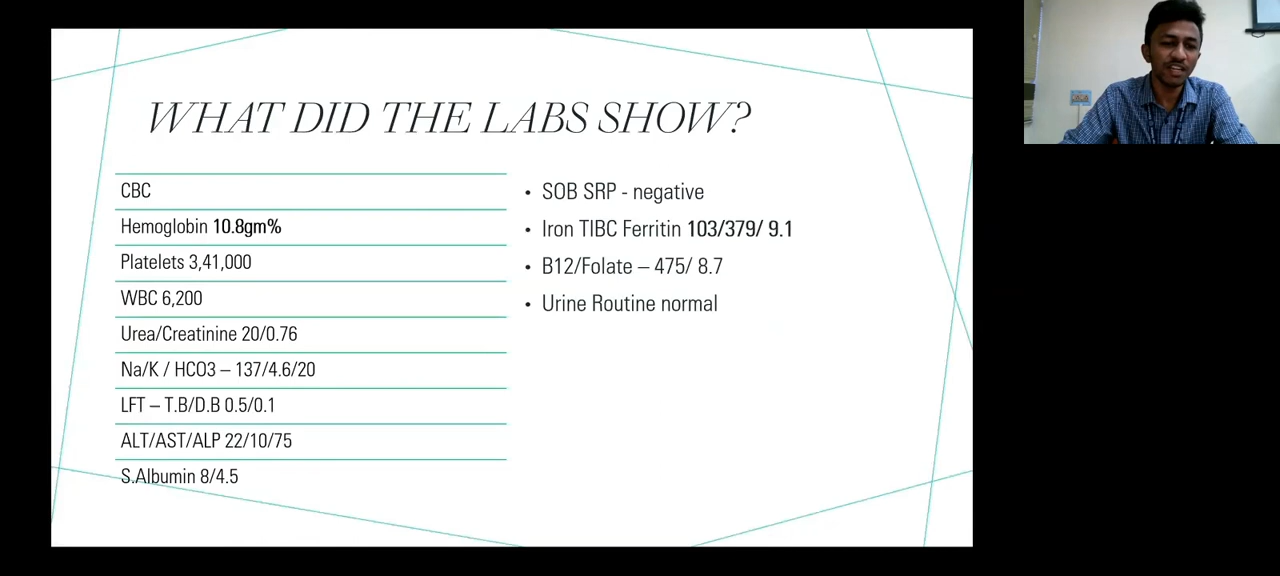 WHAT DID THE LABS SHOW?
CBC
Hemoglobin 10.8gm%
Platelets 3,41,000
WBC 6,200
Urea/Creatinine 20/0.76
Na/K / HCO3 – 137/4.6/20
LFT – T.B/D.B 0.5/0.1
ALT/AST/ALP 22/10/75
S.Albumin 8/4.5
• SOB SRP - negative
• Iron TIBC Ferritin 103/379/ 9.1
• B12/Folate – 475/ 8.7
• Urine Routine normal